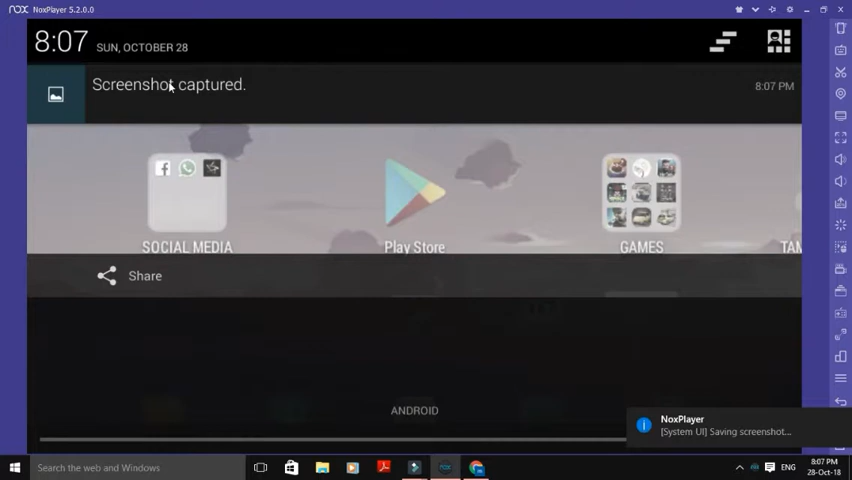 nox NoxPlayer 5.2.0.0
8:07 SUN, OCTOBER 28
Screenshot captured.
8:07 PM
SOCIAL MEDIA
Play Store
GAMES
TAM
Share
ANDROID
NoxPlayer
[System UI] Saving screenshot...
Search the web and Windows
ENG
8:07 PM
28-Oct-18